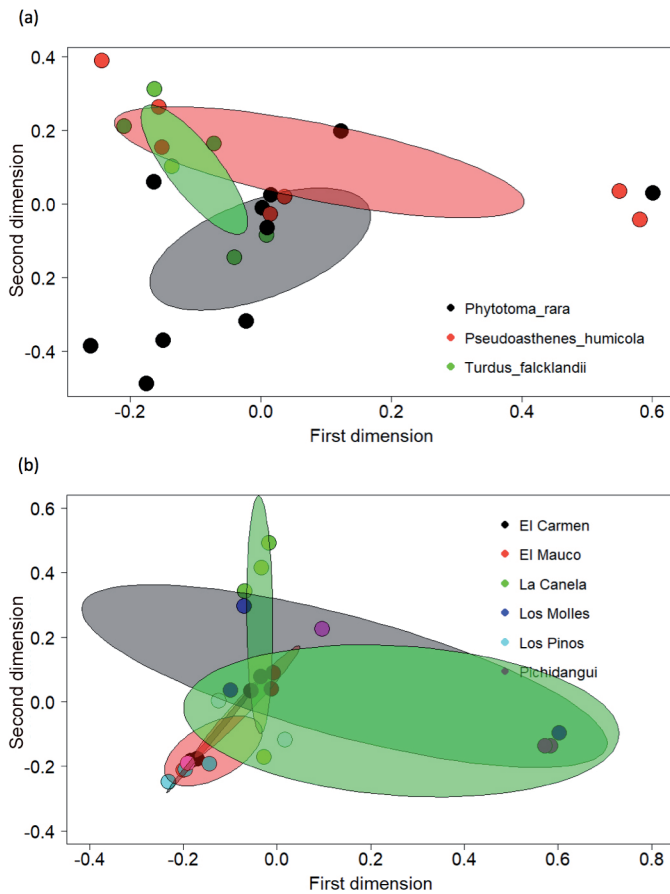 (a)
0.4
0.2
0.0
0.2
-0.4
Second dimension
-0.2
0.0
0.2
0.4
0.6
First dimension
Phytotoma_rara
Pseudoasthenes_humicola
Turdus_falcklandii
(b)
0.6
0.4
0.2
0.0
-0.2
-0.4
Second dimension
-0.4
-0.2
0.0
0.2
0.4
0.6
0.8
First dimension
El Carmen
El Mauco
La Canela
Los Molles
Los Pinos
Pichidangui